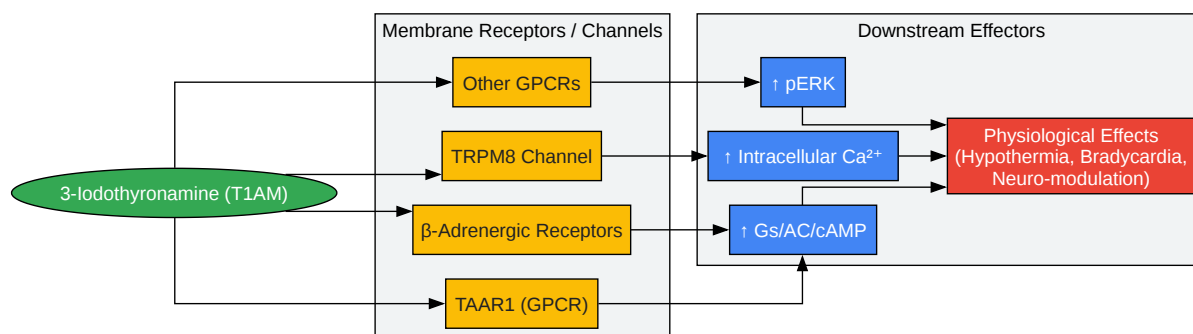 Membrane Receptors / Channels
Downstream Effectors
Other GPCRs
↑ pERK
TRPM8 Channel
↑ Intracellular Ca²⁺
Physiological Effects
(Hypothermia, Bradycardia,
Neuro-modulation)
3-Iodothyronamine (T1AM)
β-Adrenergic Receptors
↑ Gs/AC/cAMP
TAAR1 (GPCR)